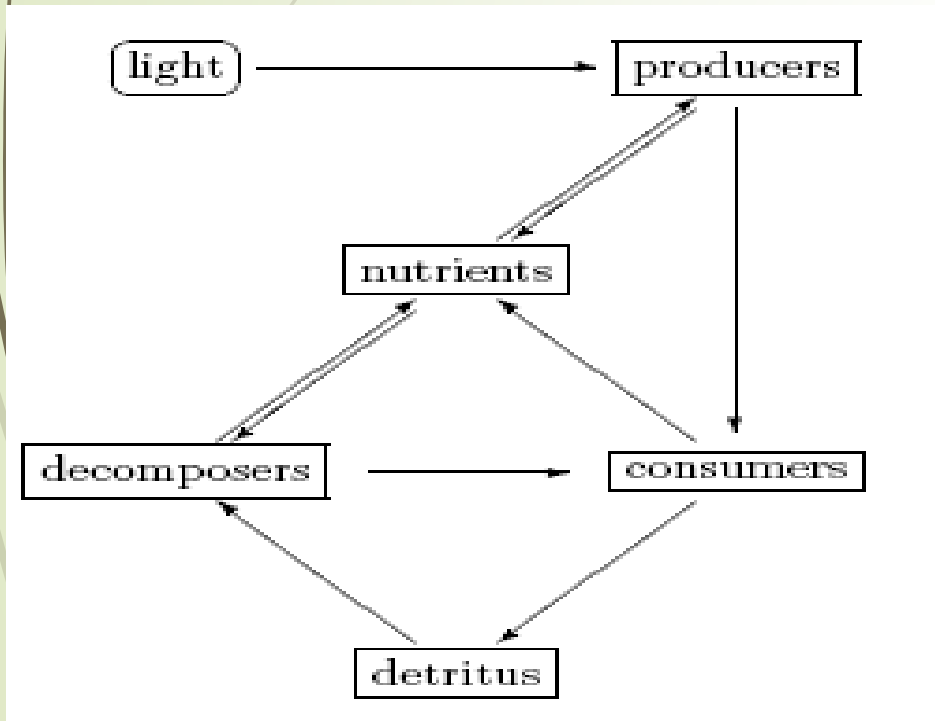 light
producers
nutrients
decomposers
consumers
detritus